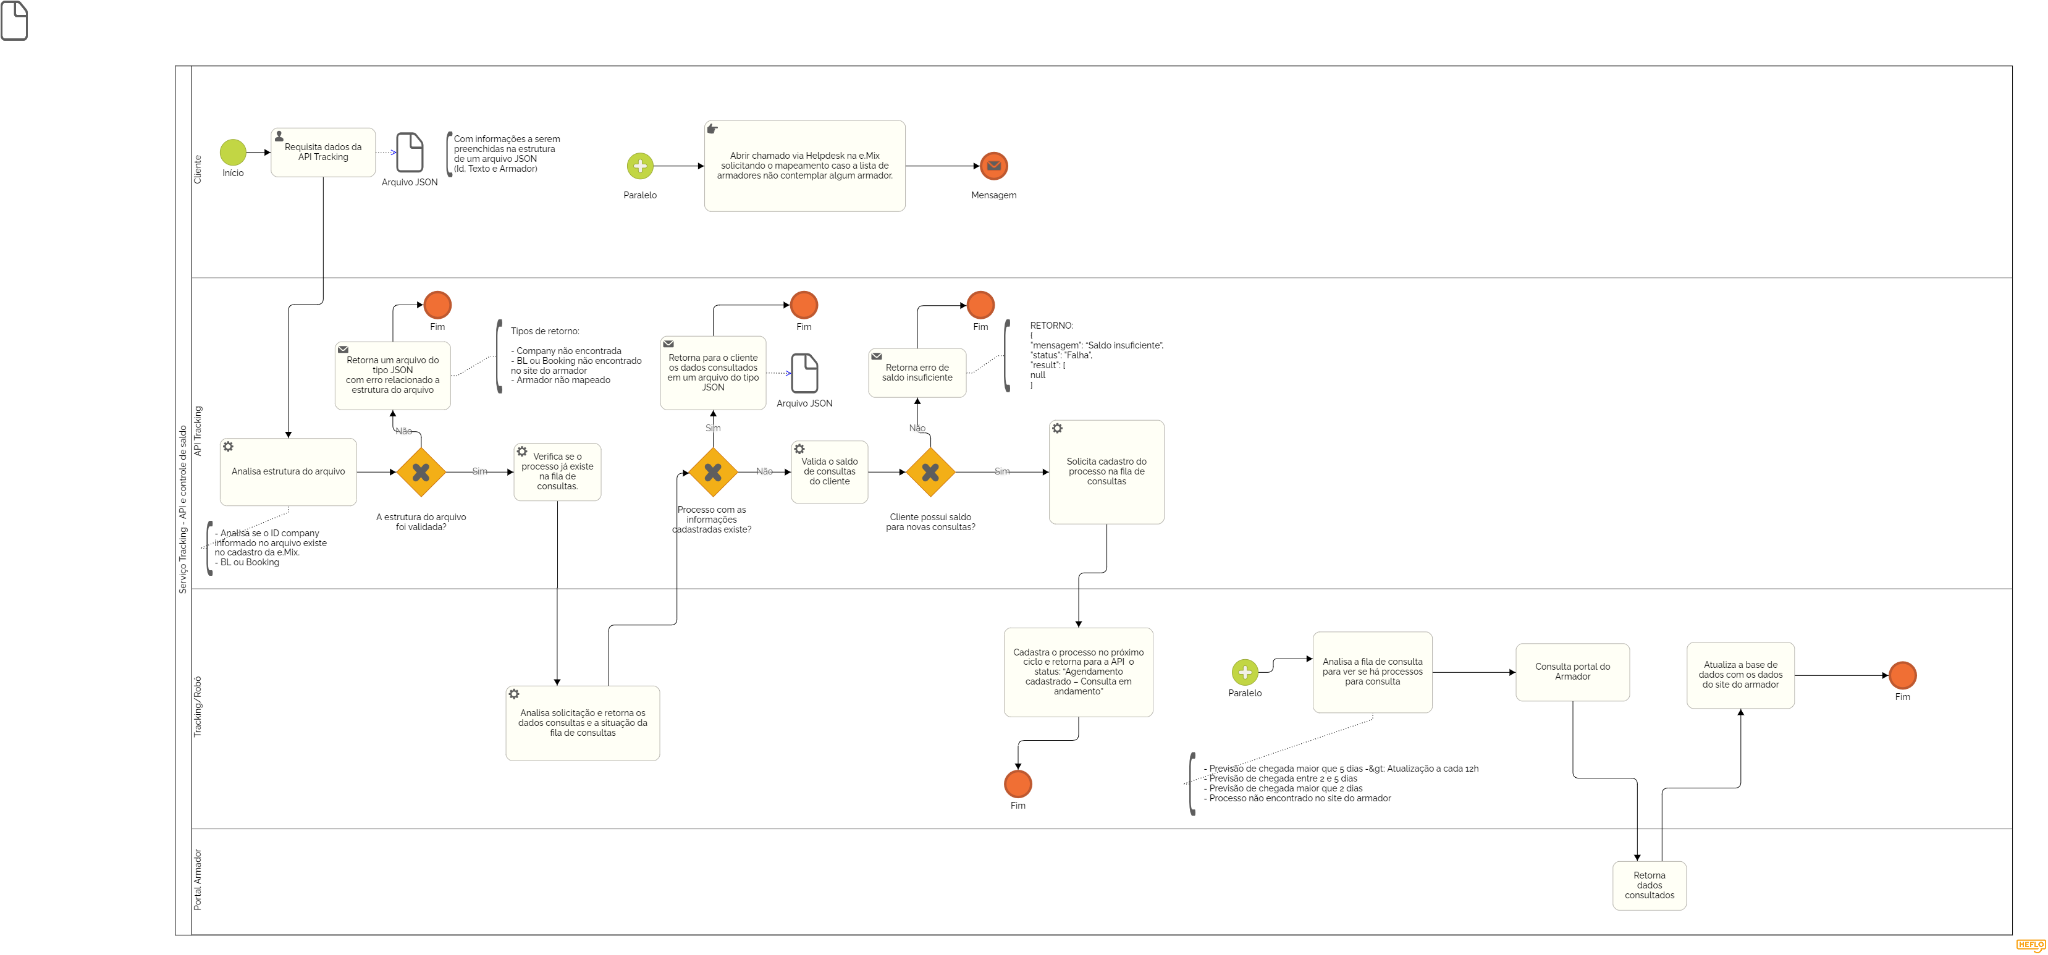 Serviço Tracking - API e controle de saldo
Cliente
Início
Requisita dados da
API Tracking
Arquivo JSON
Com informações a serem
preenchidas na estrutura
de um arquivo JSON
(Id, Texto e Armador)
Paralelo
Abrir chamado via Helpdesk na e.Mix
solicitando o mapeamento caso a lista de
armadores não contemplar algum armador.
Mensagem
API Tracking
Analisa estrutura do arquivo
- Analisa se o ID company
informado no arquivo existe
no cadastro da e.Mix.
- BL ou Booking
Retorna um arquivo do
tipo JSON
com erro relacionado a
estrutura do arquivo
Fim
Tipos de retorno:
- Company não encontrada
- BL ou Booking não encontrado
no site do armador
- Armador não mapeado
Não
Sim
A estrutura do arquivo
foi validada?
Verifica se o
processo já existe
na fila de
consultas.
Retorna para o cliente
os dados consultados
em um arquivo do tipo
JSON
Fim
Arquivo JSON
Sim
Não
Processo com as
informações
cadastradas existe?
Valida o saldo
de consultas
do cliente
Retorna erro de
saldo insuficiente
Fim
RETORNO:
{
"mensagem": "Saldo insuficiente",
"status": "Falha",
"result": [
null
]
Não
Sim
Cliente possui saldo
para novas consultas?
Solicita cadastro do
processo na fila de
consultas
Tracking/Robô
Analisa solicitação e retorna os
dados consultas e a situação da
fila de consultas
Cadastra o processo no próximo
ciclo e retorna para a API o
status: "Agendamento
cadastrado – Consulta em
andamento"
Fim
Paralelo
Analisa a fila de consulta
para ver se há processos
para consulta
- Previsão de chegada maior que 5 dias -&gt; Atualização a cada 12h
- Previsão de chegada entre 2 e 5 dias
- Previsão de chegada maior que 2 dias
- Processo não encontrado no site do armador
Consulta portal do
Armador
Atualiza a base de
dados com os dados
do site do armador
Fim
Portal Armador
Retorna
dados
consultados
HEFLO